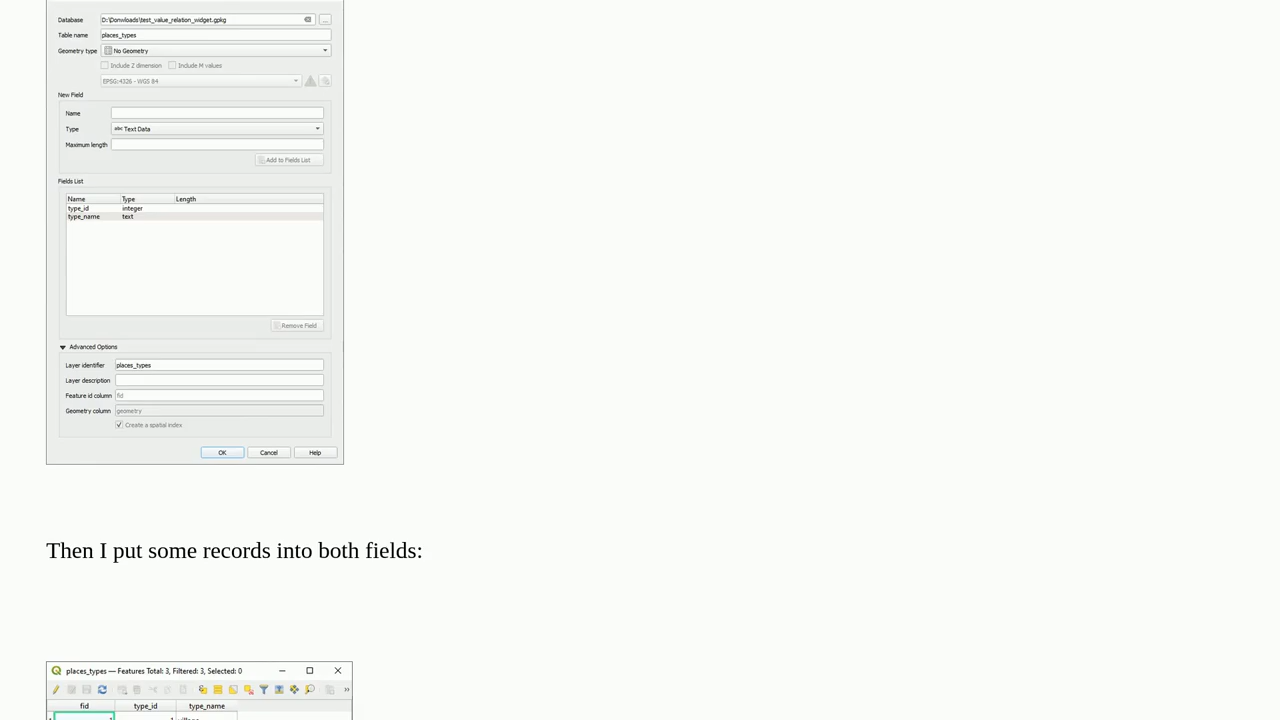 Database D:\Donwloads\test_value_relation_widget.gpkg ...
Table name places_types
Geometry type No Geometry
Include Z dimension Include M values
EPSG:4326 - WGS 84
New Field
Name
Type abc Text Data
Maximum length
Add to Fields List
Fields List
Name Type Length
type_id integer
type_name text
Remove Field
Advanced Options
Layer identifier places_types
Layer description
Feature id column fid
Geometry column geometry
Create a spatial index
OK Cancel Help
Then I put some records into both fields:
places_types — Features Total: 3, Filtered: 3, Selected: 0
fid type_id type_name